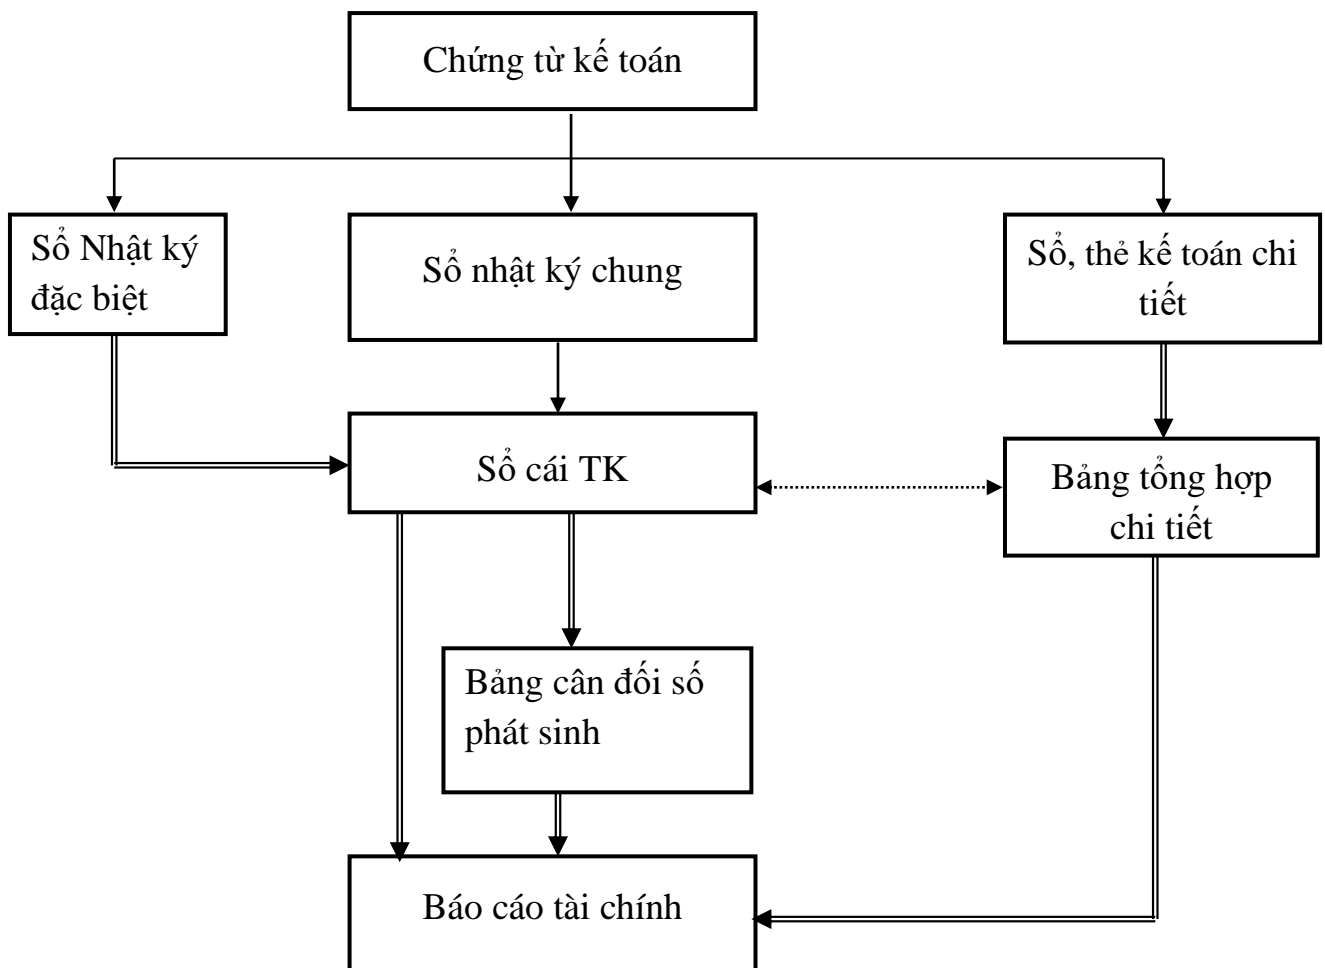 Chứng từ kế toán
Sổ Nhật ký
đặc biệt
Sổ nhật ký chung
Sổ, thẻ kế toán chi
tiết
Sổ cái TK
Bảng tổng hợp
chi tiết
Bảng cân đối số
phát sinh
Báo cáo tài chính